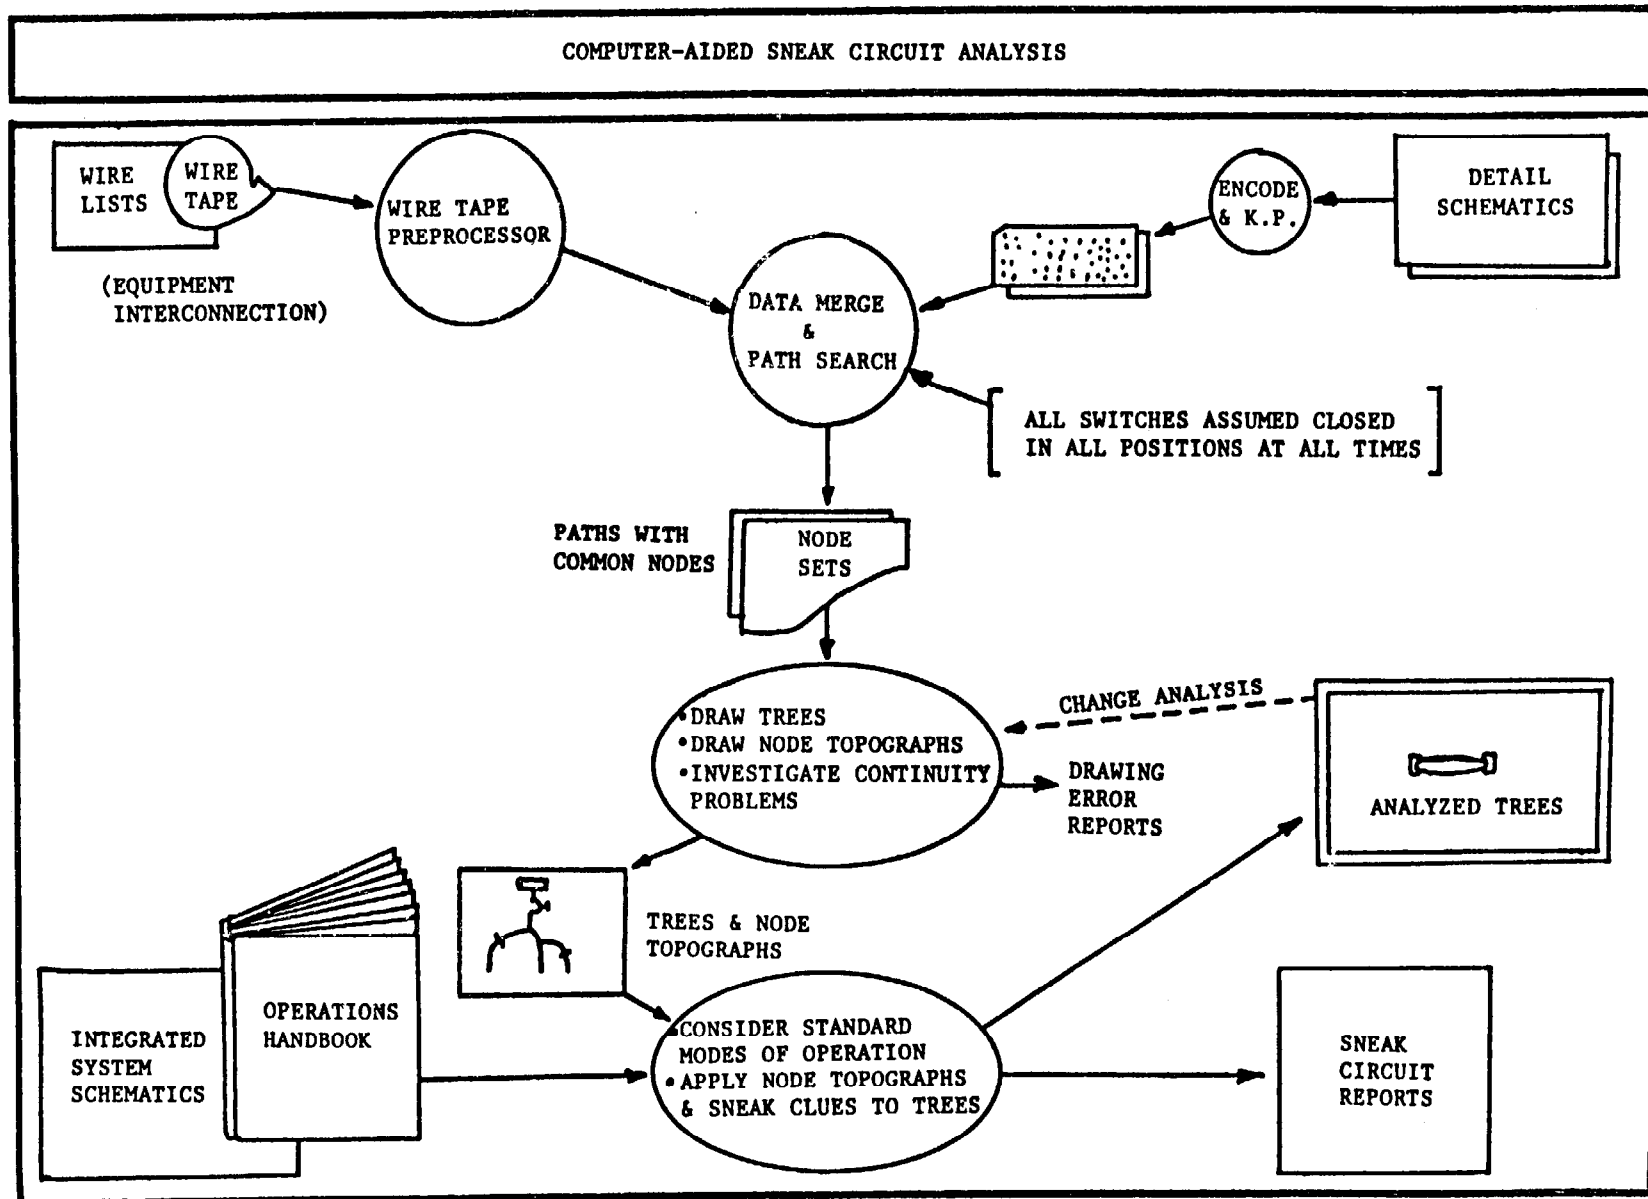 COMPUTER-AIDED SNEAK CIRCUIT ANALYSIS
WIRE
LISTS
WIRE
TAPE
(EQUIPMENT
INTERCONNECTION)
WIRE TAPE
PREPROCESSOR
DATA MERGE
&
PATH SEARCH
ENCODE
& K.P.
DETAIL
SCHEMATICS
ALL SWITCHES ASSUMED CLOSED
IN ALL POSITIONS AT ALL TIMES
PATHS WITH
COMMON NODES
NODE
SETS
•DRAW TREES
•DRAW NODE TOPOGRAPHS
•INVESTIGATE CONTINUITY
PROBLEMS
CHANGE ANALYSIS
DRAWING
ERROR
REPORTS
ANALYZED TREES
TREES & NODE
TOPOGRAPHS
INTEGRATED
SYSTEM
SCHEMATICS
OPERATIONS
HANDBOOK
•CONSIDER STANDARD
MODES OF OPERATION
•APPLY NODE TOPOGRAPHS
& SNEAK CLUES TO TREES
SNEAK
CIRCUIT
REPORTS